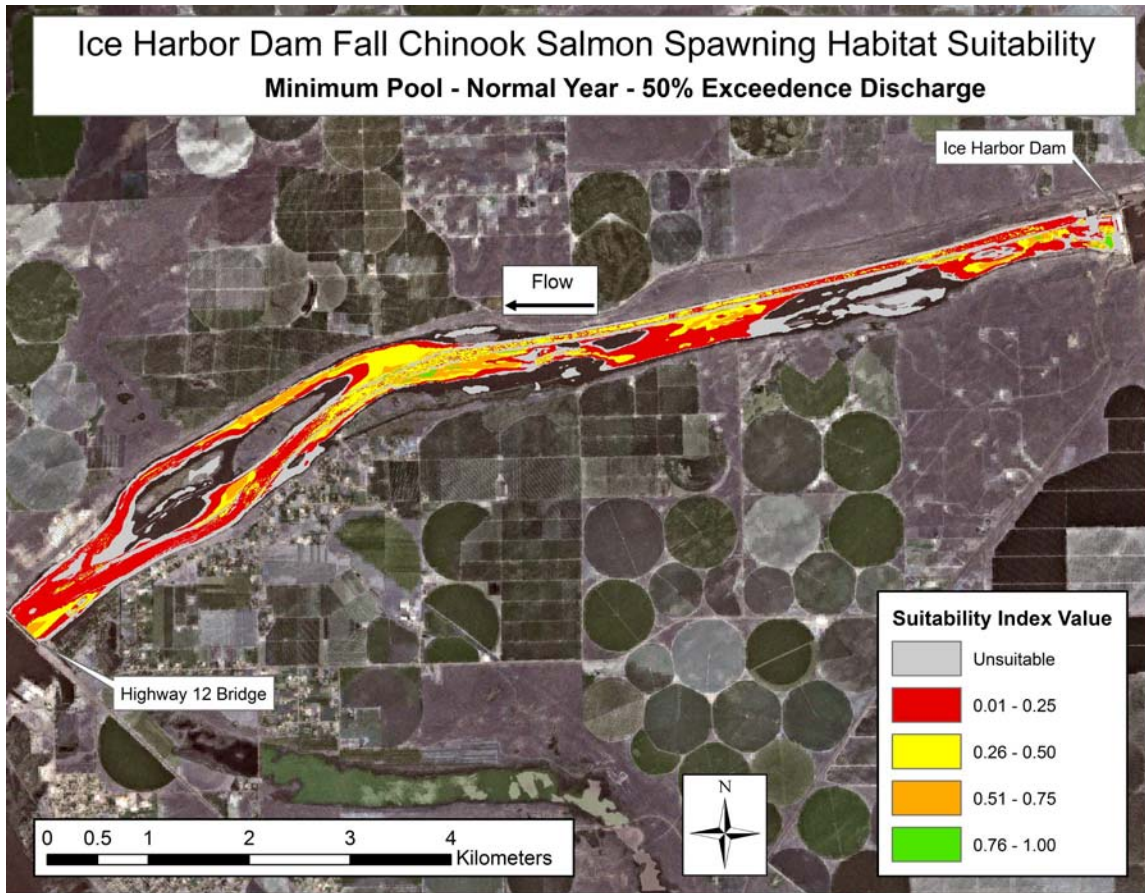 Ice Harbor Dam Fall Chinook Salmon Spawning Habitat Suitability
Minimum Pool - Normal Year - 50% Exceedence Discharge
Ice Harbor Dam
Flow
Highway 12 Bridge
Suitability Index Value
Unsuitable
0.01 - 0.25
0.26 - 0.50
0.51 - 0.75
0.76 - 1.00
N
0 0.5 1 2 3 4
Kilometers